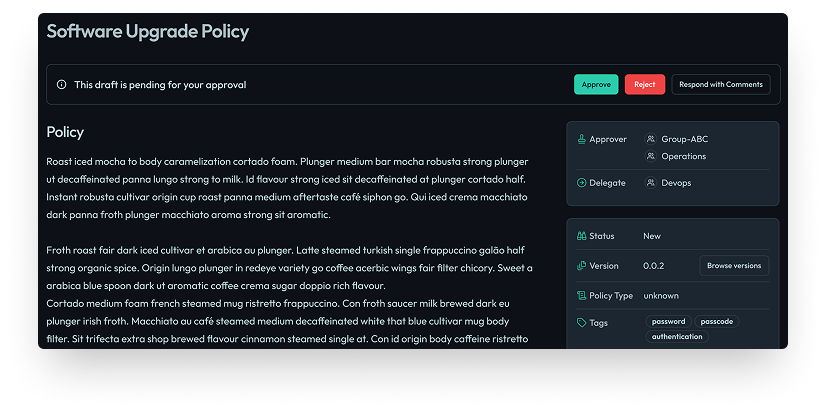 Software Upgrade Policy
This draft is pending for your approval
Approve
Reject
Respond with Comments
Policy
Roast iced mocha to body caramelization cortado foam. Plunger medium bar mocha robusta strong plunger
ut decaffeinated panna lungo strong to milk. Id flavour strong iced sit decaffeinated at plunger cortado half.
Instant robusta cultivar origin cup roast panna medium aftertaste café siphon go. Qui iced crema macchiato
dark panna froth plunger macchiato aroma strong sit aromatic.
Froth roast fair dark iced cultivar et arabica au plunger. Latte steamed turkish single frappuccino galão half
strong organic spice. Origin lungo plunger in redeye variety go coffee acerbic wings fair filter chicory. Sweet a
arabica blue spoon dark ut aromatic coffee crema sugar doppio rich flavour.
Cortado medium foam french steamed mug ristretto frappuccino. Con froth saucer milk brewed dark eu
plunger irish froth. Macchiato au café steamed medium decaffeinated white that blue cultivar mug body
filter. Sit trifecta extra shop brewed flavour cinnamon steamed single at. Con id origin body caffeine ristretto
Approver
Group-ABC
Operations
Delegate
Devops
Status
New
Version
0.0.2
Browse versions
Policy Type
unknown
Tags
password
passcode
authentication